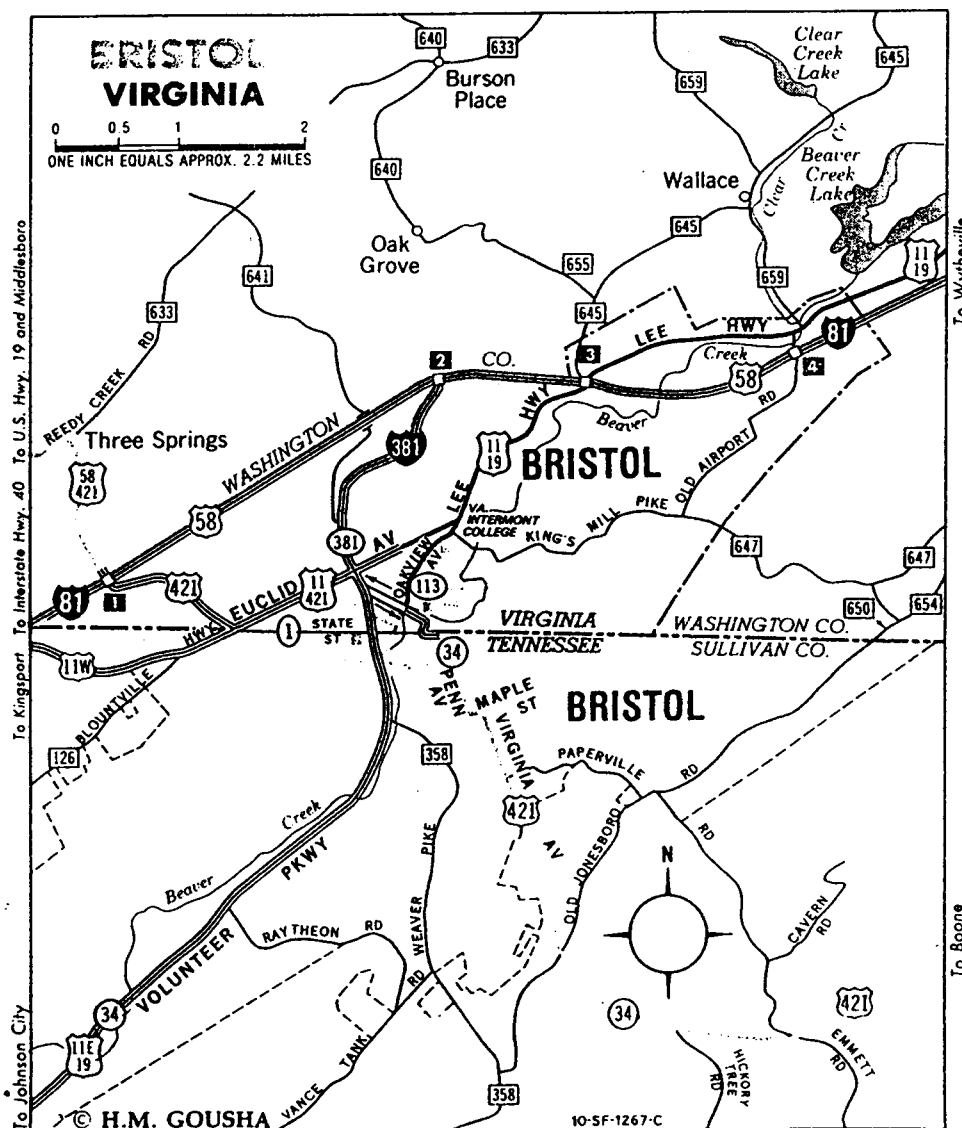 BRISTOL
VIRGINIA
0 0.5 1 2
ONE INCH EQUALS APPROX. 2.2 MILES
640
633
Burson
Place
659
Clear
Creek
Lake
645
640
Wallace
Clear
Cr
Beaver
Creek
Lake
Oak
Grove
645
655
659
11
19
To Wytheville
641
633
645
LEE HWY
81
REEDY CREEK RD
2
CO.
3
Creek
58
4
To Kingsport To Interstate Hwy. 40 To U.S. Hwy. 19 and Middlesboro
Three Springs
58
421
WASHINGTON
381
LEE HWY
11
19
Beaver
BRISTOL
OLD AIRPORT RD
58
VA.
INTERMONT
COLLEGE
KING'S MILL PIKE
381
EUCLID AV
OAKVIEW AV
647
647
81
1
421
11
421
113
650
654
HWY
1
STATE
ST
VIRGINIA
TENNESSEE
WASHINGTON CO.
SULLIVAN CO.
11W
34
BLOUNTVILLE
PENN
AV
MAPLE
ST
BRISTOL
126
358
VIRGINIA
AV
421
PAPERVILLE RD
RD
OLD JONESBORO
Creek
Beaver
PKWY
VOLUNTEER
WEAVER PIKE
N
RAYTHEON RD
CAVERN
RD
To Boone
34
VANCE TANK RD
34
421
11E
19
HICKORY
TREE
RD
EMMETT
RD
358
To Johnson City
© H.M. GOUSHA
10-SF-1267-C